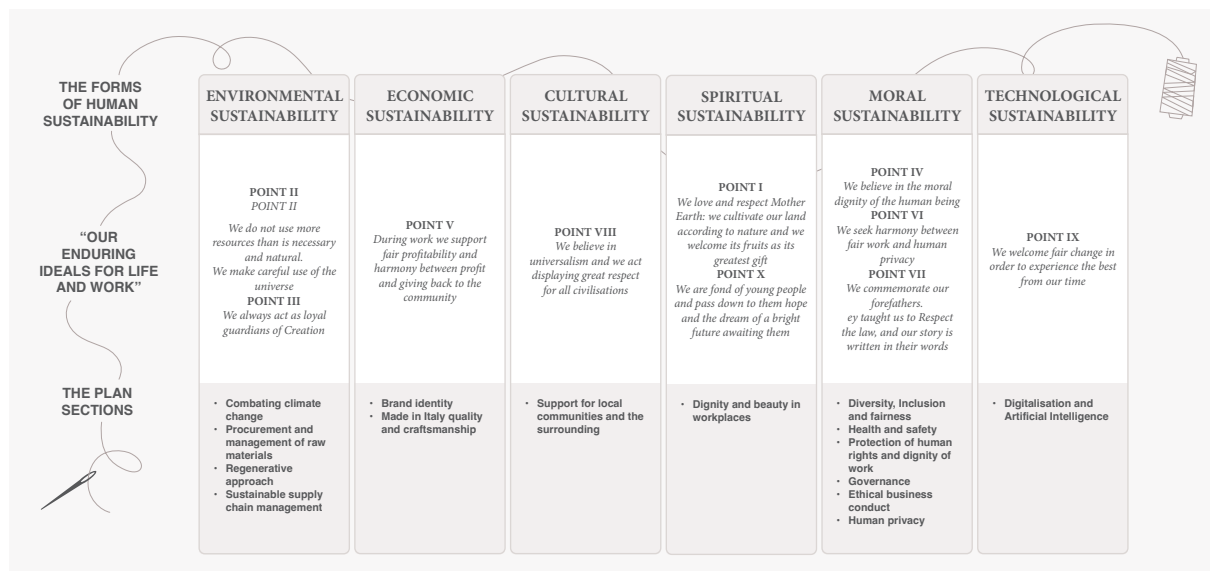 THE FORMS
OF HUMAN
SUSTAINABILITY
ENVIRONMENTAL
SUSTAINABILITY
ECONOMIC
SUSTAINABILITY
CULTURAL
SUSTAINABILITY
SPIRITUAL
SUSTAINABILITY
MORAL
SUSTAINABILITY
TECHNOLOGICAL
SUSTAINABILITY
“OUR
ENDURING
IDEALS FOR LIFE
AND WORK”
POINT II
POINT II
We do not use more
resources than is necessary
and natural.
We make careful use of the
universe
POINT III
We always act as loyal
guardians of Creation
POINT V
During work we support
fair profitability and
harmony between profit
and giving back to the
community
POINT VIII
We believe in
universalism and we act
displaying great respect
for all civilisations
POINT I
We love and respect Mother
Earth: we cultivate our land
according to nature and we
welcome its fruits as its
greatest gift
POINT X
We are fond of young people
and pass down to them hope
and the dream of a bright
future awaiting them
POINT IV
We believe in the moral
dignity of the human being
POINT VI
We seek harmony between
fair work and human
privacy
POINT VII
We commemorate our
forefathers.
ey taught us to Respect
the law, and our story is
written in their words
POINT IX
We welcome fair change in
order to experience the best
from our time
THE PLAN
SECTIONS
• Combating climate
change
• Procurement and
management of raw
materials
• Regenerative
approach
• Sustainable supply
chain management
• Brand identity
• Made in Italy quality
and craftsmanship
• Support for local
communities and the
surrounding
• Dignity and beauty in
workplaces
• Diversity, Inclusion
and fairness
• Health and safety
• Protection of human
rights and dignity of
work
• Governance
• Ethical business
conduct
• Human privacy
• Digitalisation and
Artificial Intelligence